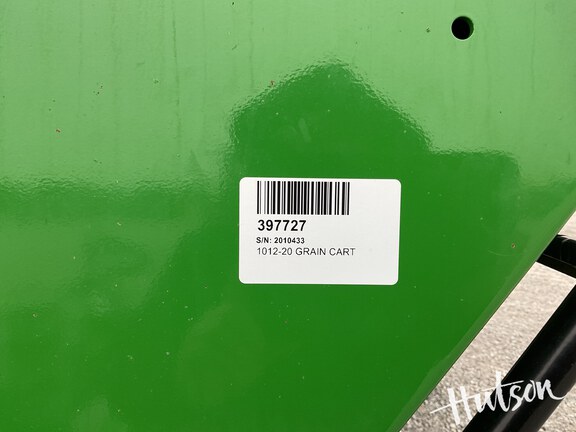 397727
S/N: 2010433
1012-20 GRAIN CART
Hutson